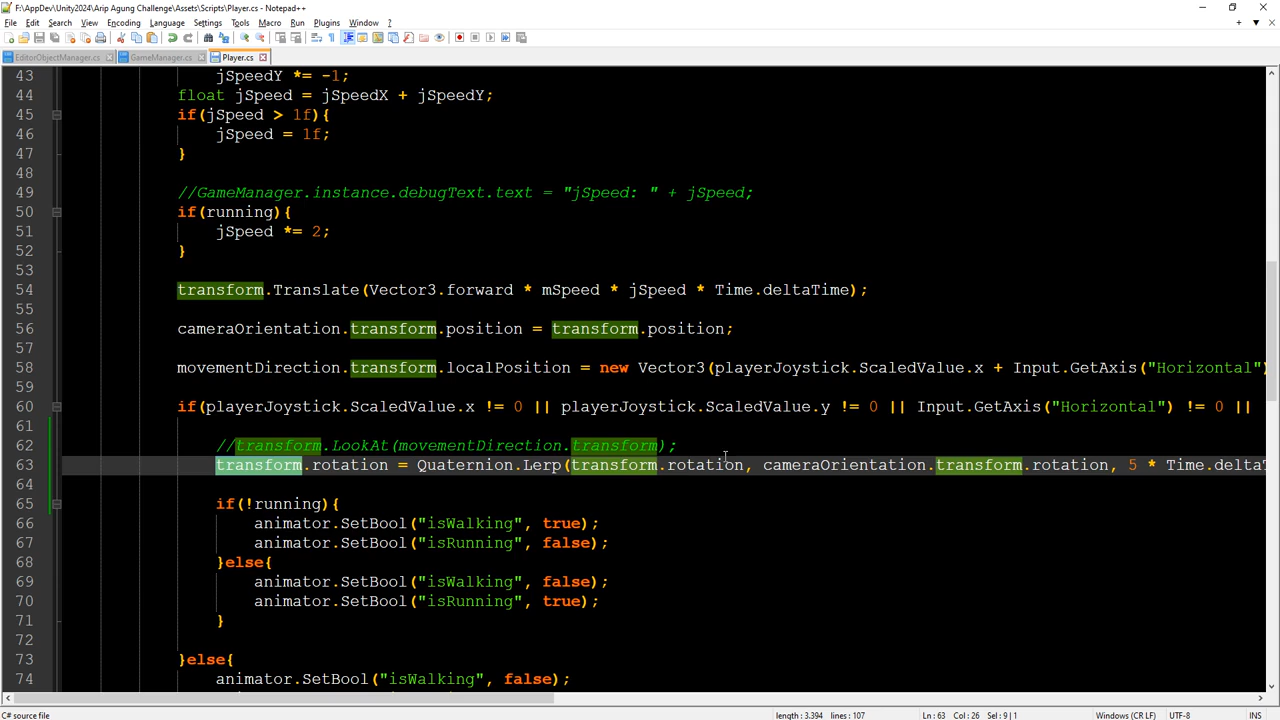 F:\AppDev\Unity2024\Arip Agung Challenge\Assets\Scripts\Player.cs - Notepad++
File Edit Search View Encoding Language Settings Tools Macro Run Plugins Window ?
EditorObjectManager.cs GameManager.cs Player.cs
43 jSpeedY *= -1;
44 float jSpeed = jSpeedX + jSpeedY;
45 if(jSpeed > 1f){
46 jSpeed = 1f;
47 }
48
49 //GameManager.instance.debugText.text = "jSpeed: " + jSpeed;
50 if(running){
51 jSpeed *= 2;
52 }
53
54 transform.Translate(Vector3.forward * mSpeed * jSpeed * Time.deltaTime);
55
56 cameraOrientation.transform.position = transform.position;
57
58 movementDirection.transform.localPosition = new Vector3(playerJoystick.ScaledValue.x + Input.GetAxis("Horizontal")
59
60 if(playerJoystick.ScaledValue.x != 0 || playerJoystick.ScaledValue.y != 0 || Input.GetAxis("Horizontal") != 0 ||
61
62 //transform.LookAt(movementDirection.transform);
63 transform.rotation = Quaternion.Lerp(transform.rotation, cameraOrientation.transform.rotation, 5 * Time.deltaT
64
65 if(!running){
66 animator.SetBool("isWalking", true);
67 animator.SetBool("isRunning", false);
68 }else{
69 animator.SetBool("isWalking", false);
70 animator.SetBool("isRunning", true);
71 }
72
73 }else{
74 animator.SetBool("isWalking", false);
C# source file length : 3.394 lines : 107 Ln : 63 Col : 26 Sel : 9 | 1 Windows (CR LF) UTF-8 INS